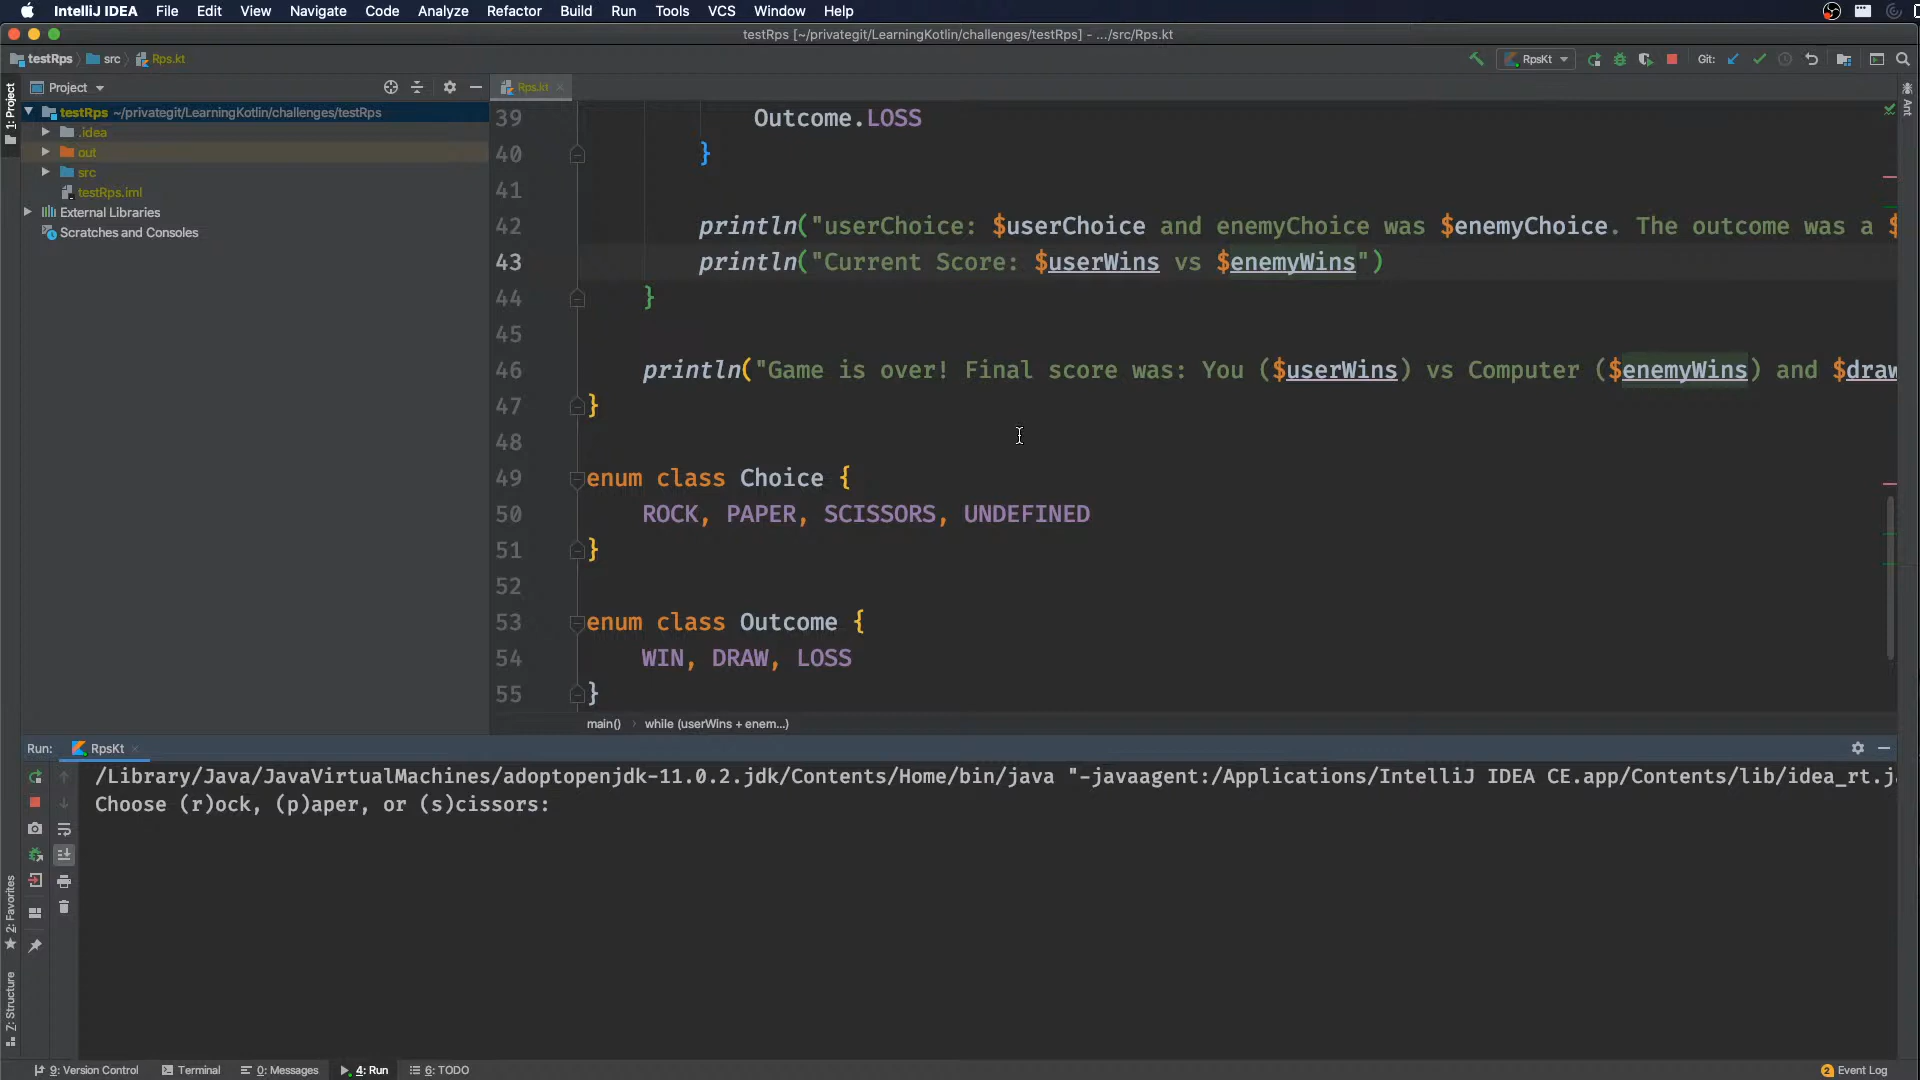 IntelliJ IDEA File Edit View Navigate Code Analyze Refactor Build Run Tools VCS Window Help
testRps [~/privategit/LearningKotlin/challenges/testRps] - .../src/Rps.kt
testRps src Rps.kt RpsKt Git:
1: Project
Project
Rps.kt
testRps ~/privategit/LearningKotlin/challenges/testRps
.idea
out
src
testRps.iml
External Libraries
Scratches and Consoles
39 Outcome.LOSS
40 }
41
42 println("userChoice: $userChoice and enemyChoice was $enemyChoice. The outcome was a $
43 println("Current Score: $userWins vs $enemyWins")
44 }
45
46 println("Game is over! Final score was: You ($userWins) vs Computer ($enemyWins) and $draw
47 }
48
49 enum class Choice {
50 ROCK, PAPER, SCISSORS, UNDEFINED
51 }
52
53 enum class Outcome {
54 WIN, DRAW, LOSS
55 }
main() while (userWins + enem...)
Ant
Run: RpsKt
/Library/Java/JavaVirtualMachines/adoptopenjdk-11.0.2.jdk/Contents/Home/bin/java "-javaagent:/Applications/IntelliJ IDEA CE.app/Contents/lib/idea_rt.j
Choose (r)ock, (p)aper, or (s)cissors:
2: Favorites
Z: Structure
9: Version Control Terminal 0: Messages 4: Run 6: TODO
2 Event Log